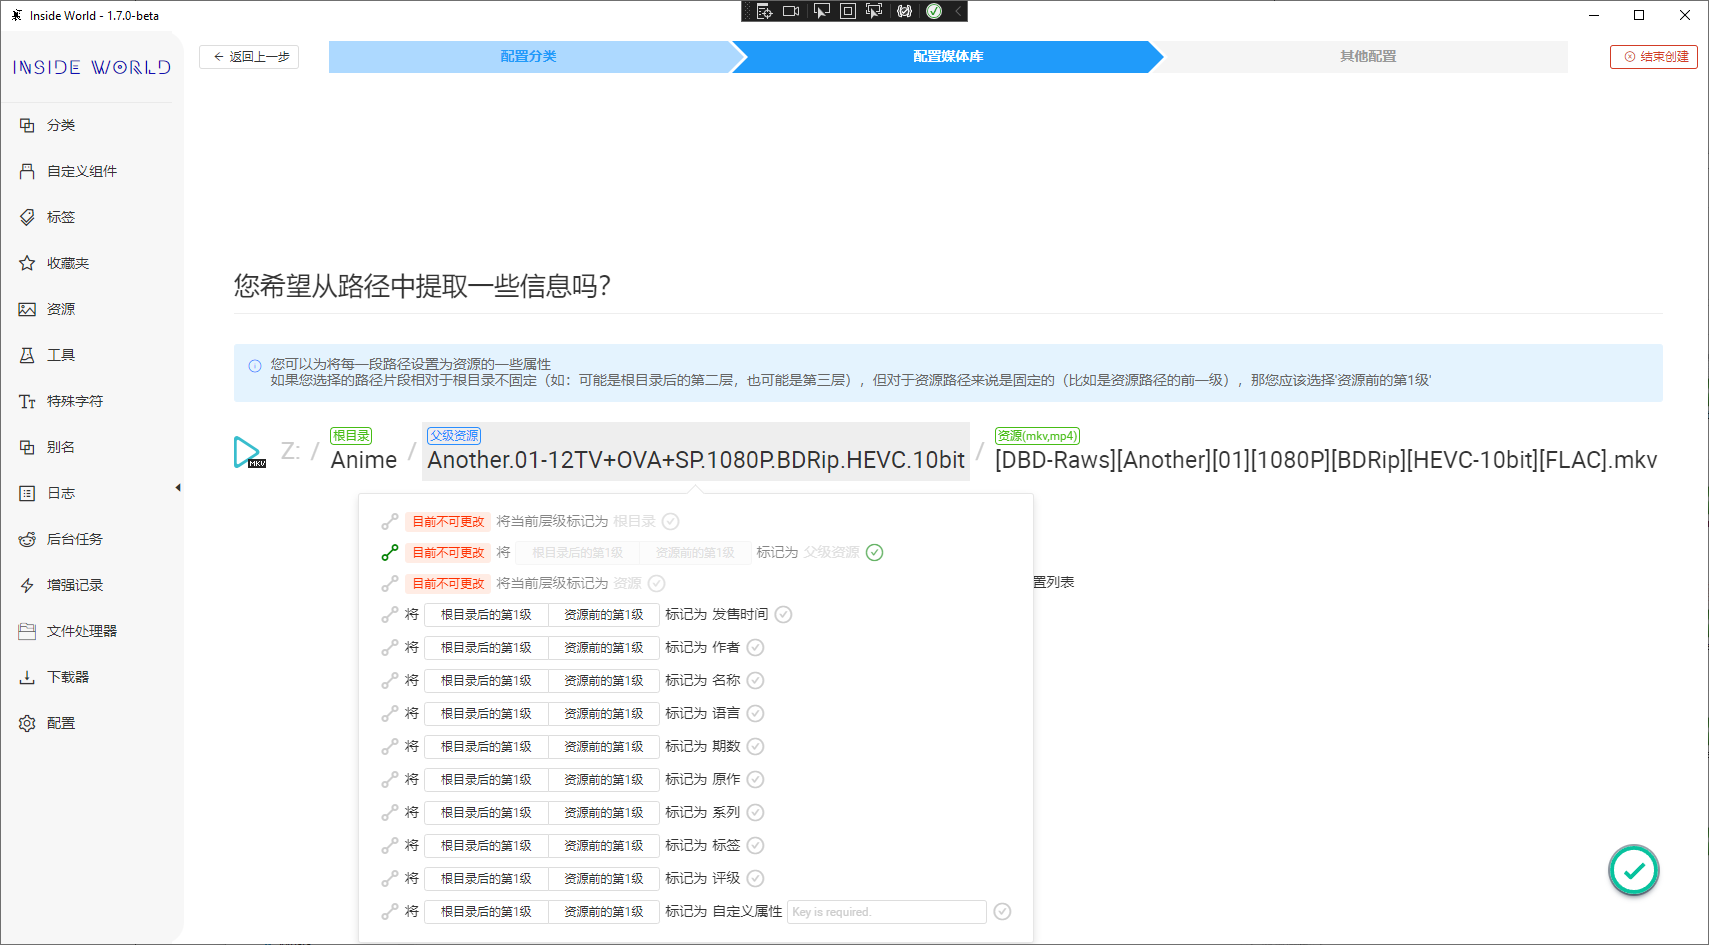 Inside World - 1.7.0-beta
INSIDE WORLD
返回上一步
配置分类
配置媒体库
其他配置
结束创建
分类
自定义组件
标签
收藏夹
资源
工具
特殊字符
别名
日志
后台任务
增强记录
文件处理器
下载器
配置
您希望从路径中提取一些信息吗？
您可以为将每一段路径设置为资源的一些属性
如果您选择的路径片段相对于根目录不固定（如：可能是根目录后的第二层，也可能是第三层），但对于资源路径来说是固定的（比如是资源路径的前一级），那您应该选择'资源前的第1级'
根目录 父级资源 资源(mkv,mp4)
MKV Z: / Anime / Another.01-12TV+OVA+SP.1080P.BDRip.HEVC.10bit / [DBD-Raws][Another][01][1080P][BDRip][HEVC-10bit][FLAC].mkv
目前不可更改 将当前层级标记为 根目录
目前不可更改 将 根目录后的第1级 资源前的第1级 标记为 父级资源
目前不可更改 将当前层级标记为 资源
置列表
将 根目录后的第1级 资源前的第1级 标记为 发售时间
将 根目录后的第1级 资源前的第1级 标记为 作者
将 根目录后的第1级 资源前的第1级 标记为 名称
将 根目录后的第1级 资源前的第1级 标记为 语言
将 根目录后的第1级 资源前的第1级 标记为 期数
将 根目录后的第1级 资源前的第1级 标记为 原作
将 根目录后的第1级 资源前的第1级 标记为 系列
将 根目录后的第1级 资源前的第1级 标记为 标签
将 根目录后的第1级 资源前的第1级 标记为 评级
将 根目录后的第1级 资源前的第1级 标记为 自定义属性 Key is required.